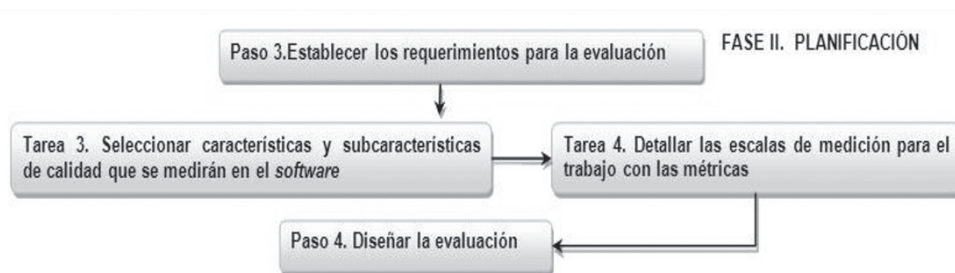 FASE II. PLANIFICACIÓN
Paso 3.Establecer los requerimientos para la evaluación
Tarea 3. Seleccionar características y subcaracterísticas
de calidad que se medirán en el software
Tarea 4. Detallar las escalas de medición para el
trabajo con las métricas
Paso 4. Diseñar la evaluación